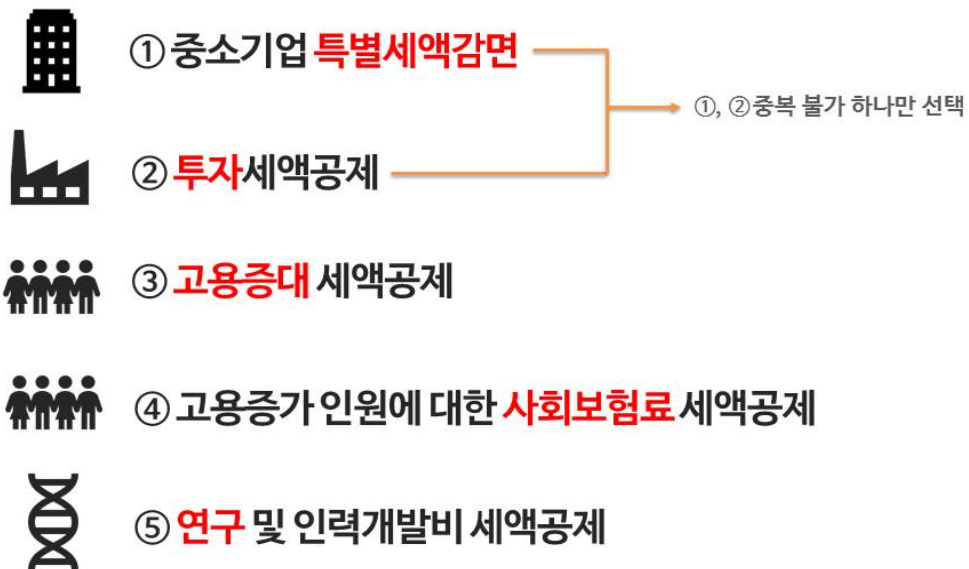 ① 중소기업 특별세액감면
①, ②중복 불가 하나만 선택
② 투자세액공제
③ 고용증대 세액공제
④ 고용증가 인원에 대한 사회보험료 세액공제
⑤ 연구 및 인력개발비 세액공제